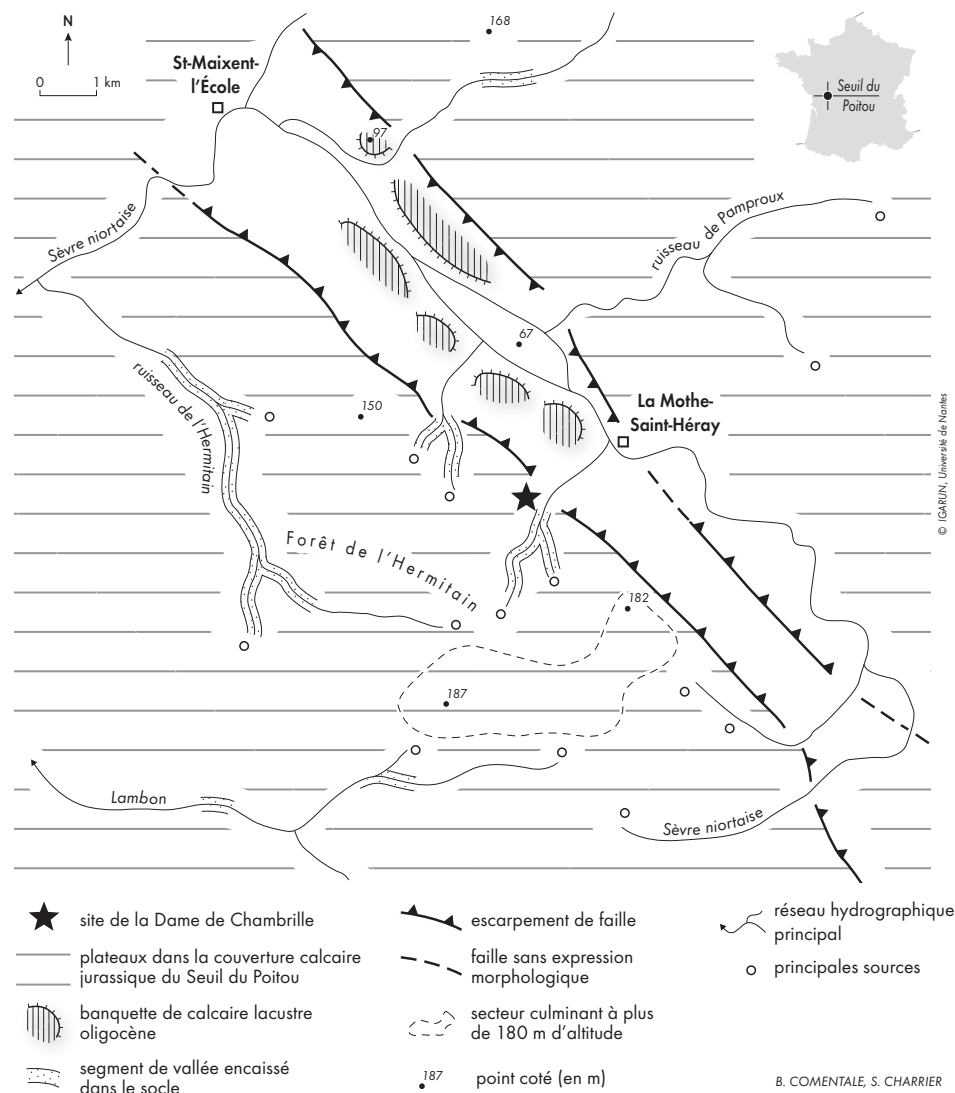 N
0 1 km
St-Maixent-
l'École
168
Seuil du
Poitou
97
Sèvre niortaise
ruisseau de Pamproux
67
ruisseau de l'Hermitain
150
La Mothe-
Saint-Héray
© IGARUN, Université de Nantes
Forêt de l'Hermitain
182
187
Lambon
Sèvre niortaise
site de la Dame de Chambrille
plateaux dans la couverture calcaire
jurassique du Seuil du Poitou
banquette de calcaire lacustre
oligocène
segment de vallée encaissé
dans le socle
escarpement de faille
faille sans expression
morphologique
secteur culminant à plus
de 180 m d'altitude
187
point coté (en m)
réseau hydrographique
principal
principales sources
B. COMENTALE, S. CHARRIER